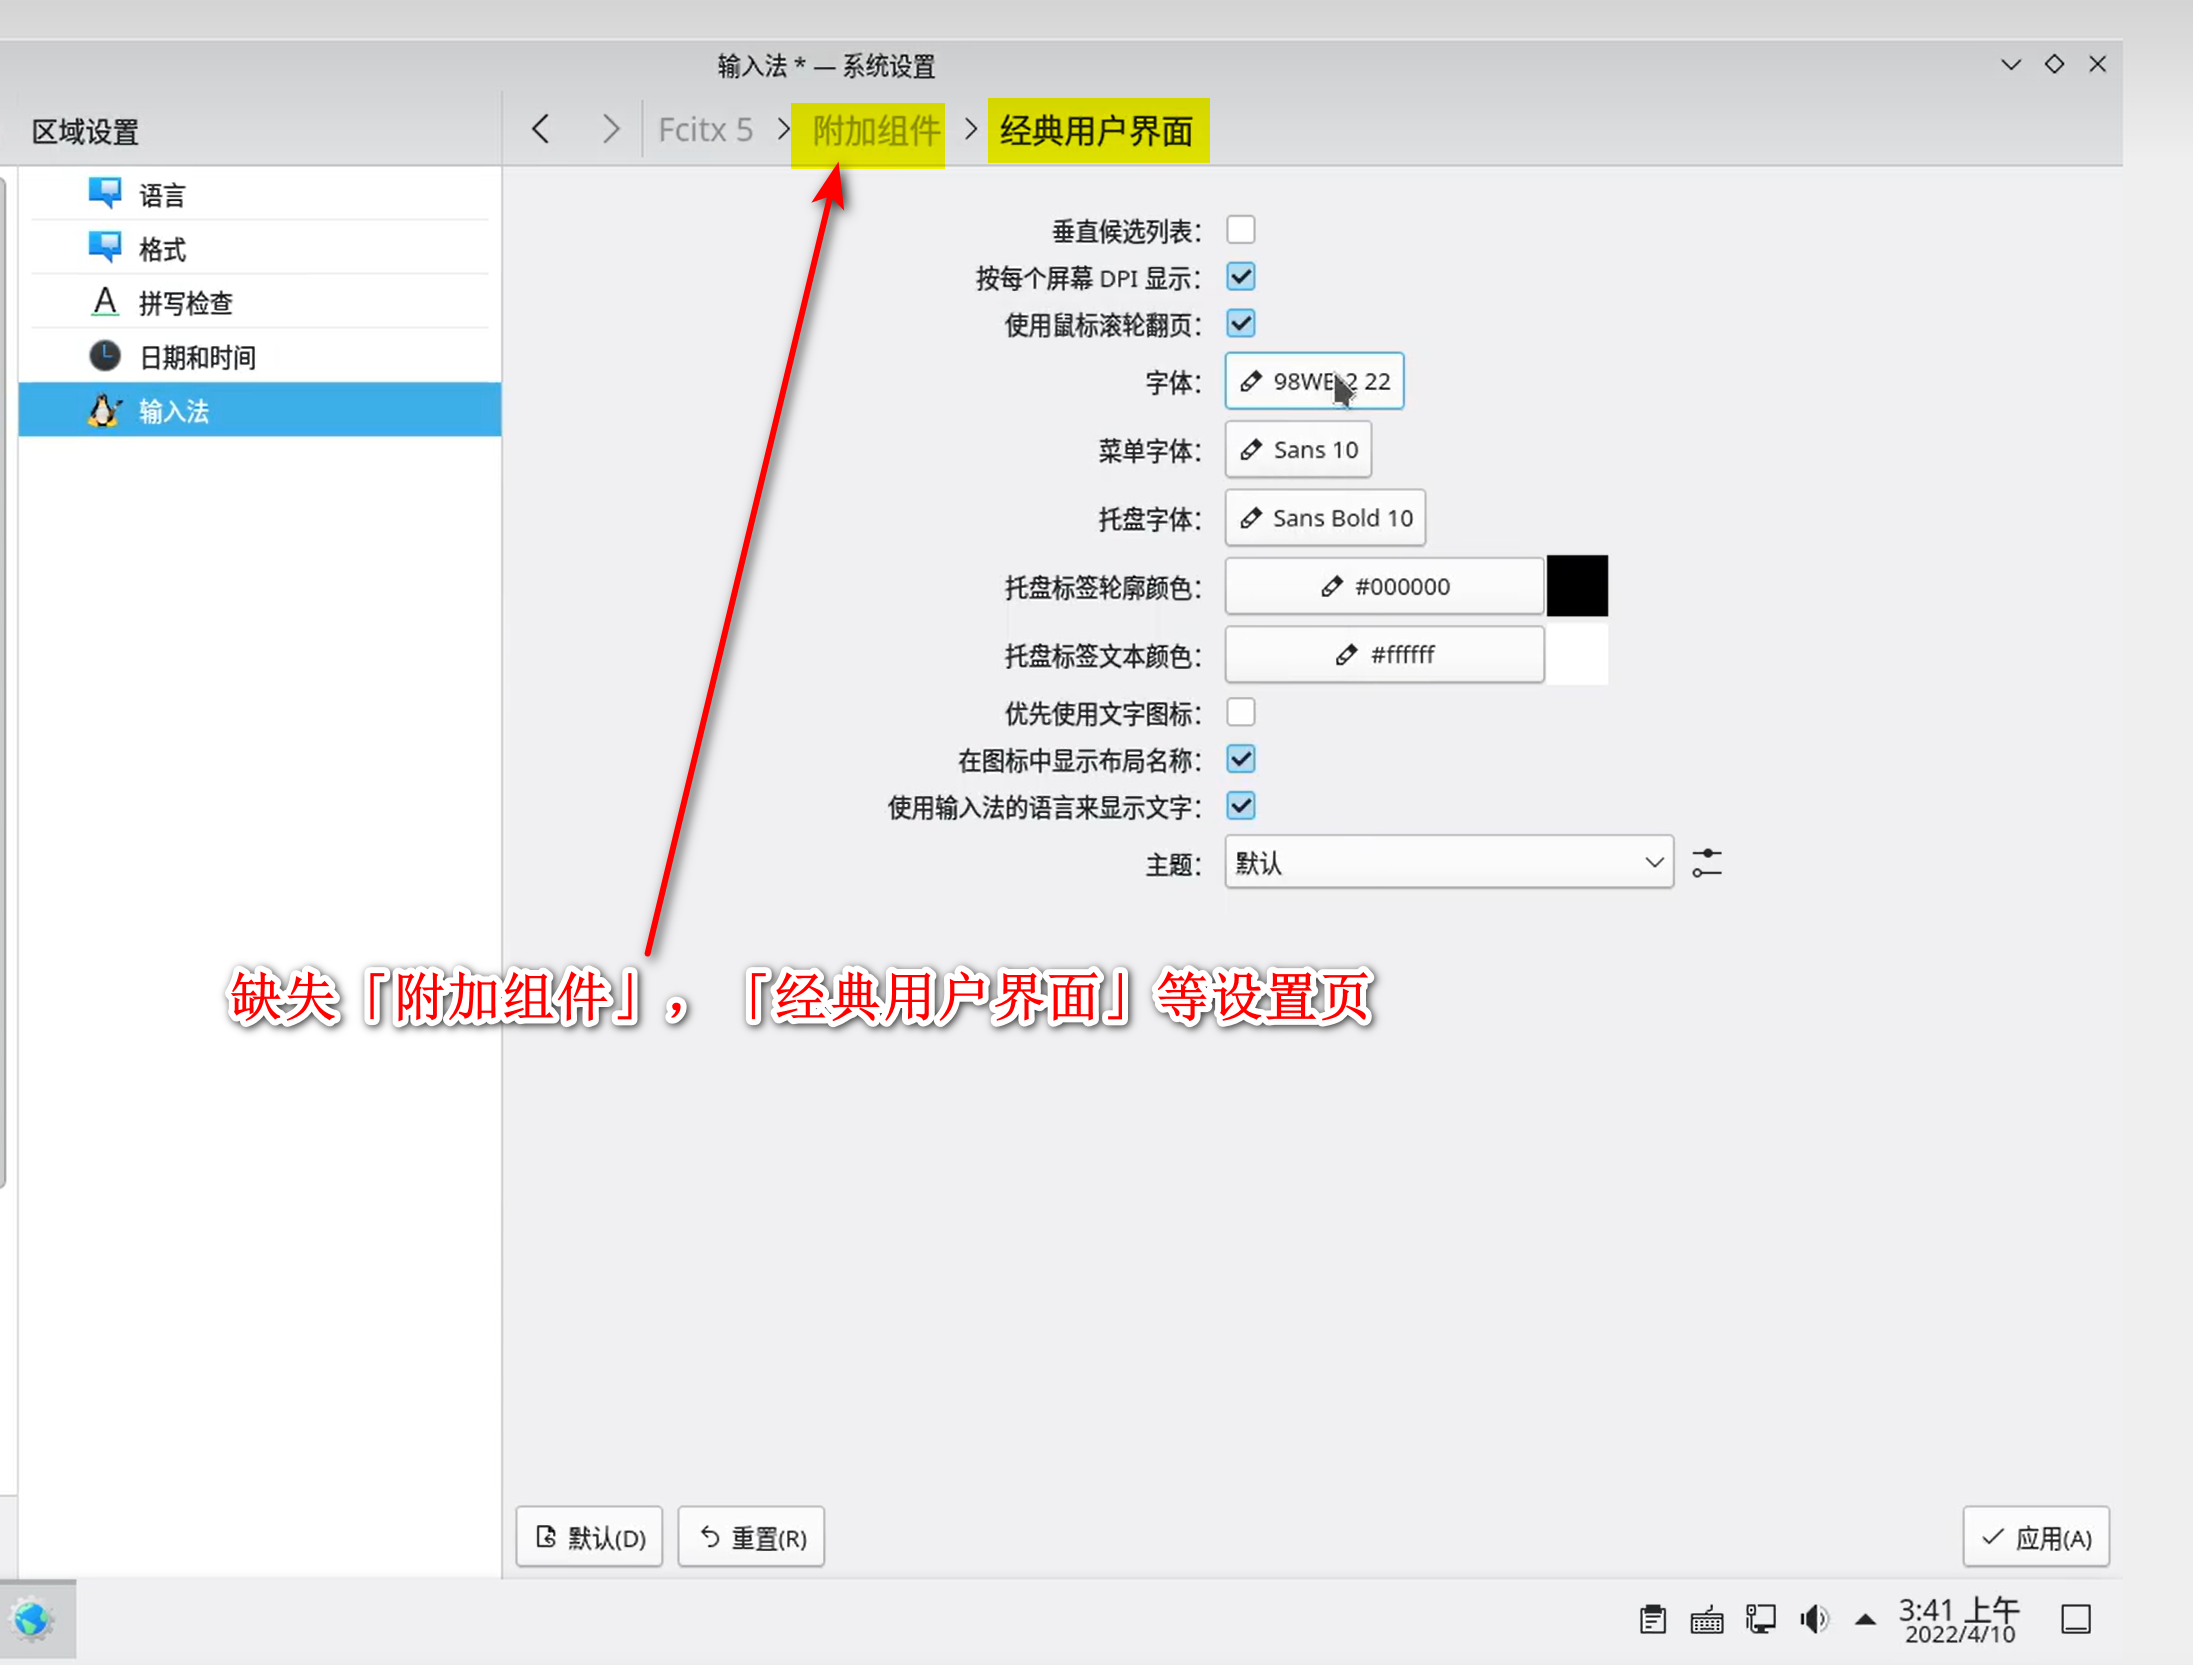 输入法 * — 系统设置
区域设置
Fcitx 5 > 附加组件 > 经典用户界面
语言
格式
拼写检查
日期和时间
输入法
垂直候选列表：
按每个屏幕 DPI 显示：
使用鼠标滚轮翻页：
字体： 22
菜单字体： Sans 10
托盘字体： Sans Bold 10
托盘标签轮廓颜色： #000000
托盘标签文本颜色： #ffffff
优先使用文字图标：
在图标中显示布局名称：
使用输入法的语言来显示文字：
主题： 默认
缺失「附加组件」，「经典用户界面」等设置页
默认(D)
重置(R)
应用(A)
3:41 上午
2022/4/10